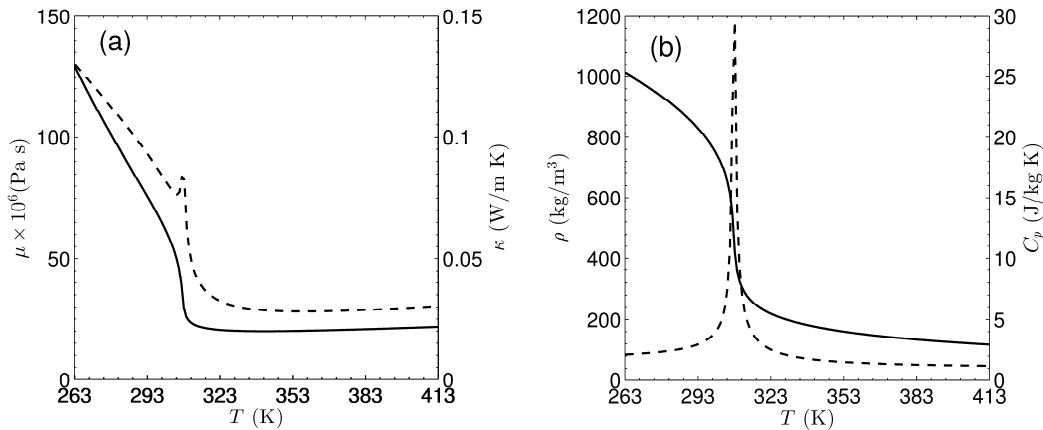 (a)
150
100
50
0
μ × 10⁶(Pa s)
0.15
0.1
0.05
0.00
κ (W/m K)
263 293 323 353 383 413
T (K)
(b)
1200
1000
800
600
400
200
0
ρ (kg/m³)
30
25
20
15
10
5
0
C_p (J/kg K)
263 293 323 353 383 413
T (K)